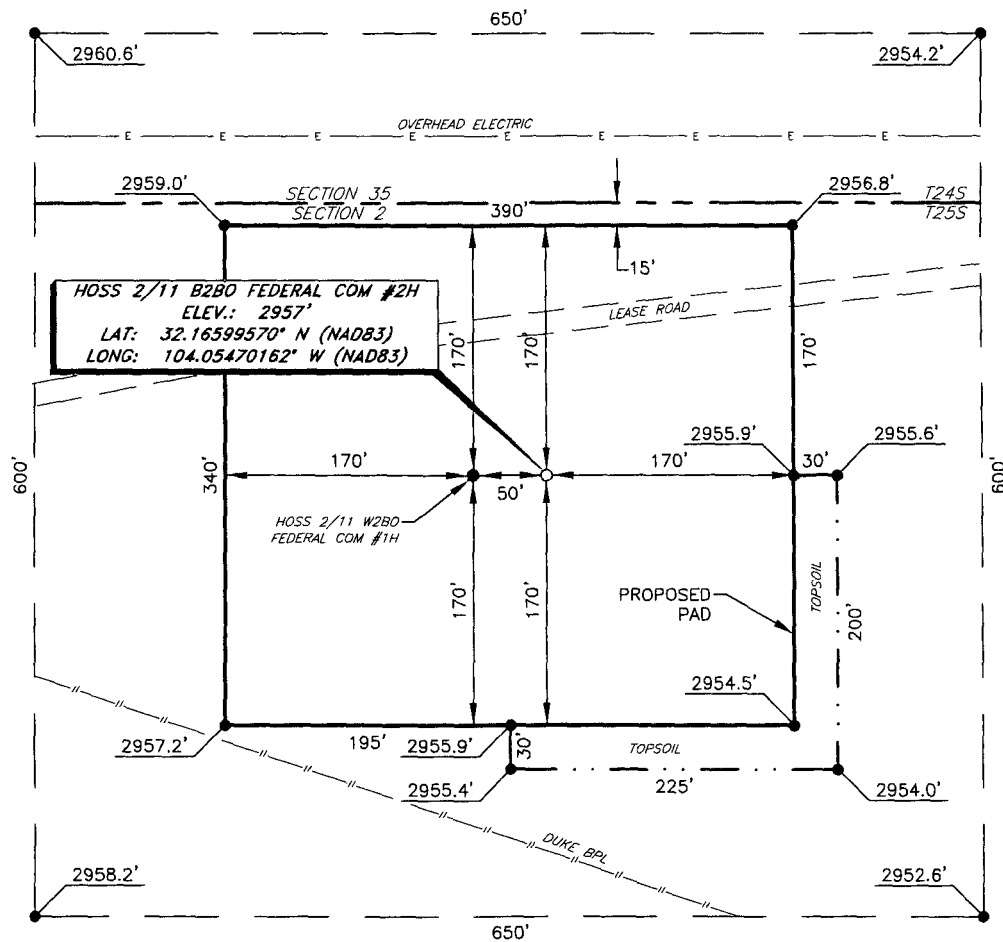 650'
2960.6'
2954.2'
OVERHEAD ELECTRIC
E E E E E E E E E E
2959.0'
SECTION 35
SECTION 2
390'
2956.8'
T24S
T25S
15'
HOSS 2/11 B2BO FEDERAL COM #2H
ELEV.: 2957'
LAT: 32.16599570° N (NAD83)
LONG: 104.05470162° W (NAD83)
LEASE ROAD
170'
170'
170'
2955.9'
2955.6'
600'
340'
170'
50'
170'
30'
600'
HOSS 2/11 W2BO
FEDERAL COM #1H
170'
170'
PROPOSED
PAD
TOPSOIL
200'
2954.5'
2957.2'
195'
2955.9'
30'
TOPSOIL
2955.4'
225'
2954.0'
DUKE BPL
2958.2'
2952.6'
650'